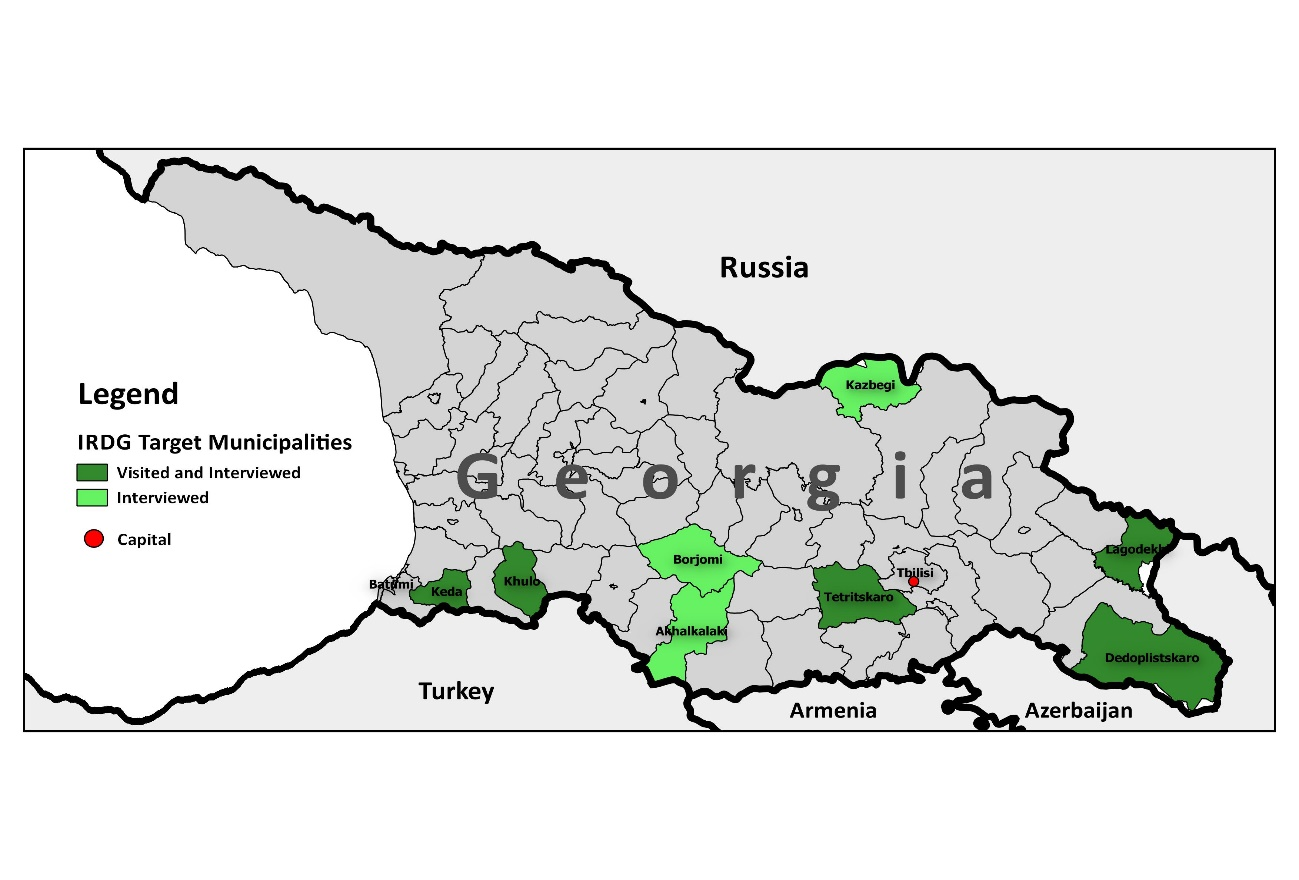 Russia
Kazbegi
Legend
IRDG Target Municipalities
Visited and Interviewed
Interviewed
Capital
Georgia
Lagodekhi
Borjomi
Tbilisi
Batumi
Keda
Khulo
Tetritskaro
Akhalkalaki
Dedoplistskaro
Turkey
Armenia
Azerbaijan